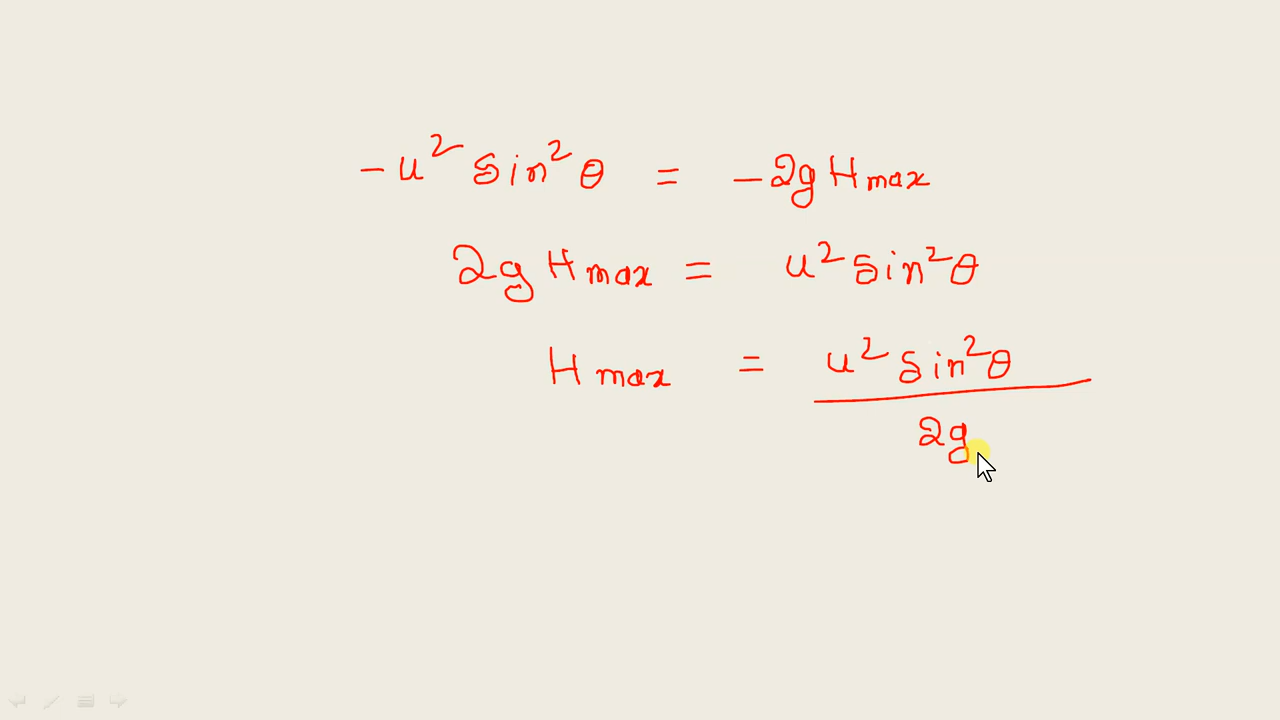 -u² sin²θ = -2g Hmax
2g Hmax = u² sin²θ
Hmax = u² sin²θ / 2g